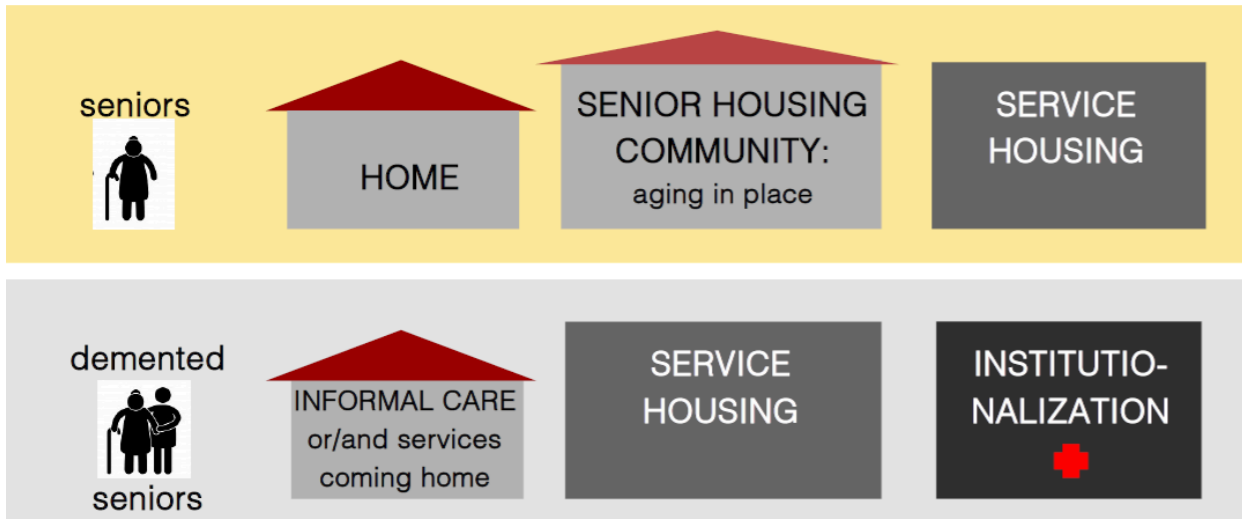 seniors
HOME
SENIOR HOUSING
COMMUNITY:
aging in place
SERVICE
HOUSING
demented
seniors
INFORMAL CARE
or/and services
coming home
SERVICE
HOUSING
INSTITUTIO-
NALIZATION